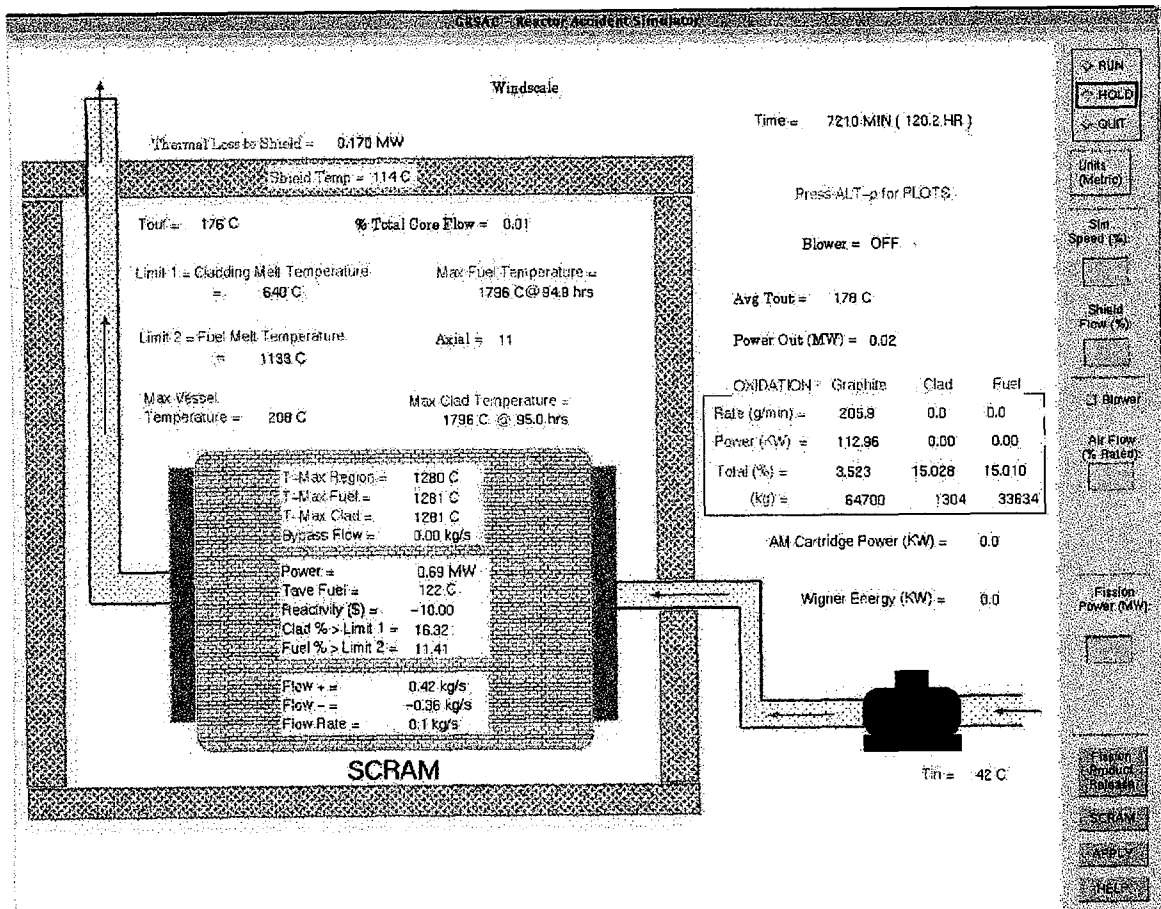 GRSAC - Reactor Accident Simulator
Windscale
Time = 7210 MIN ( 120.2 HR )
Thermal Loss to Shield = 0.170 MW
Shield Temp = 114 C
Press ALT-p for PLOTS
Tout = 176 C
% Total Core Flow = 0.01
Blower = OFF
Limit 1 = Cladding Melt Temperature
= 640 C
Max Fuel Temperature =
1796 C @ 94.9 hrs
Avg Tout = 178 C
Limit 2 = Fuel Melt Temperature
= 1133 C
Axial = 11
Power Out (MW) = 0.02
Max Vessel
Temperature = 208 C
Max Clad Temperature =
1796 C @ 95.0 hrs
OXIDATION Graphite Clad Fuel
Rate (g/min) = 205.9 0.0 0.0
Power (KW) = 112.96 0.00 0.00
Total (%) = 3.523 15.028 15.010
(kg) = 64700 1304 33634
T-Max Region = 1280 C
T-Max Fuel = 1281 C
T-Max Clad = 1281 C
Bypass Flow = 0.00 kg/s
AM Cartridge Power (KW) = 0.0
Power = 0.69 MW
Tave Fuel = 122 C
Reactivity ($) = -10.00
Clad % > Limit 1 = 16.32
Fuel % > Limit 2 = 11.41
Wigner Energy (KW) = 0.0
Flow + = 0.42 kg/s
Flow - = -0.36 kg/s
Flow Rate = 0.1 kg/s
SCRAM
Tin = 42 C
RUN
HOLD
QUIT
Units
(Metric)
Sim
Speed (%):
Shield
Flow (%):
Blower
Air Flow
(% Rated):
Fission
Power (MW):
Fission
Product
Release
SCRAM
APPLY
HELP